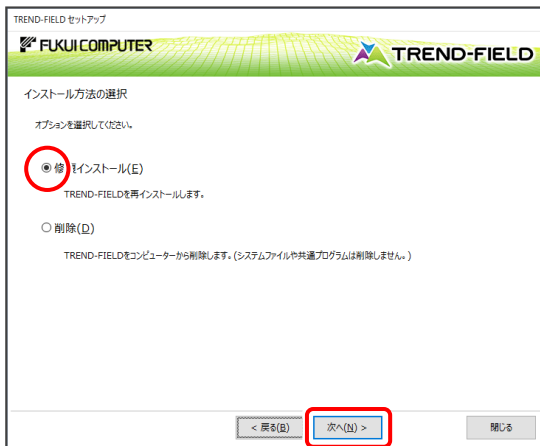 TREND-FIELD セットアップ
FUKUI COMPUTER
TREND-FIELD
インストール方法の選択
オプションを選択してください。
修復インストール(E)
TREND-FIELDを再インストールします。
削除(D)
TREND-FIELDをコンピューターから削除します。(システムファイルや共通プログラムは削除しません。)
< 戻る(B)
次へ(N) >
閉じる